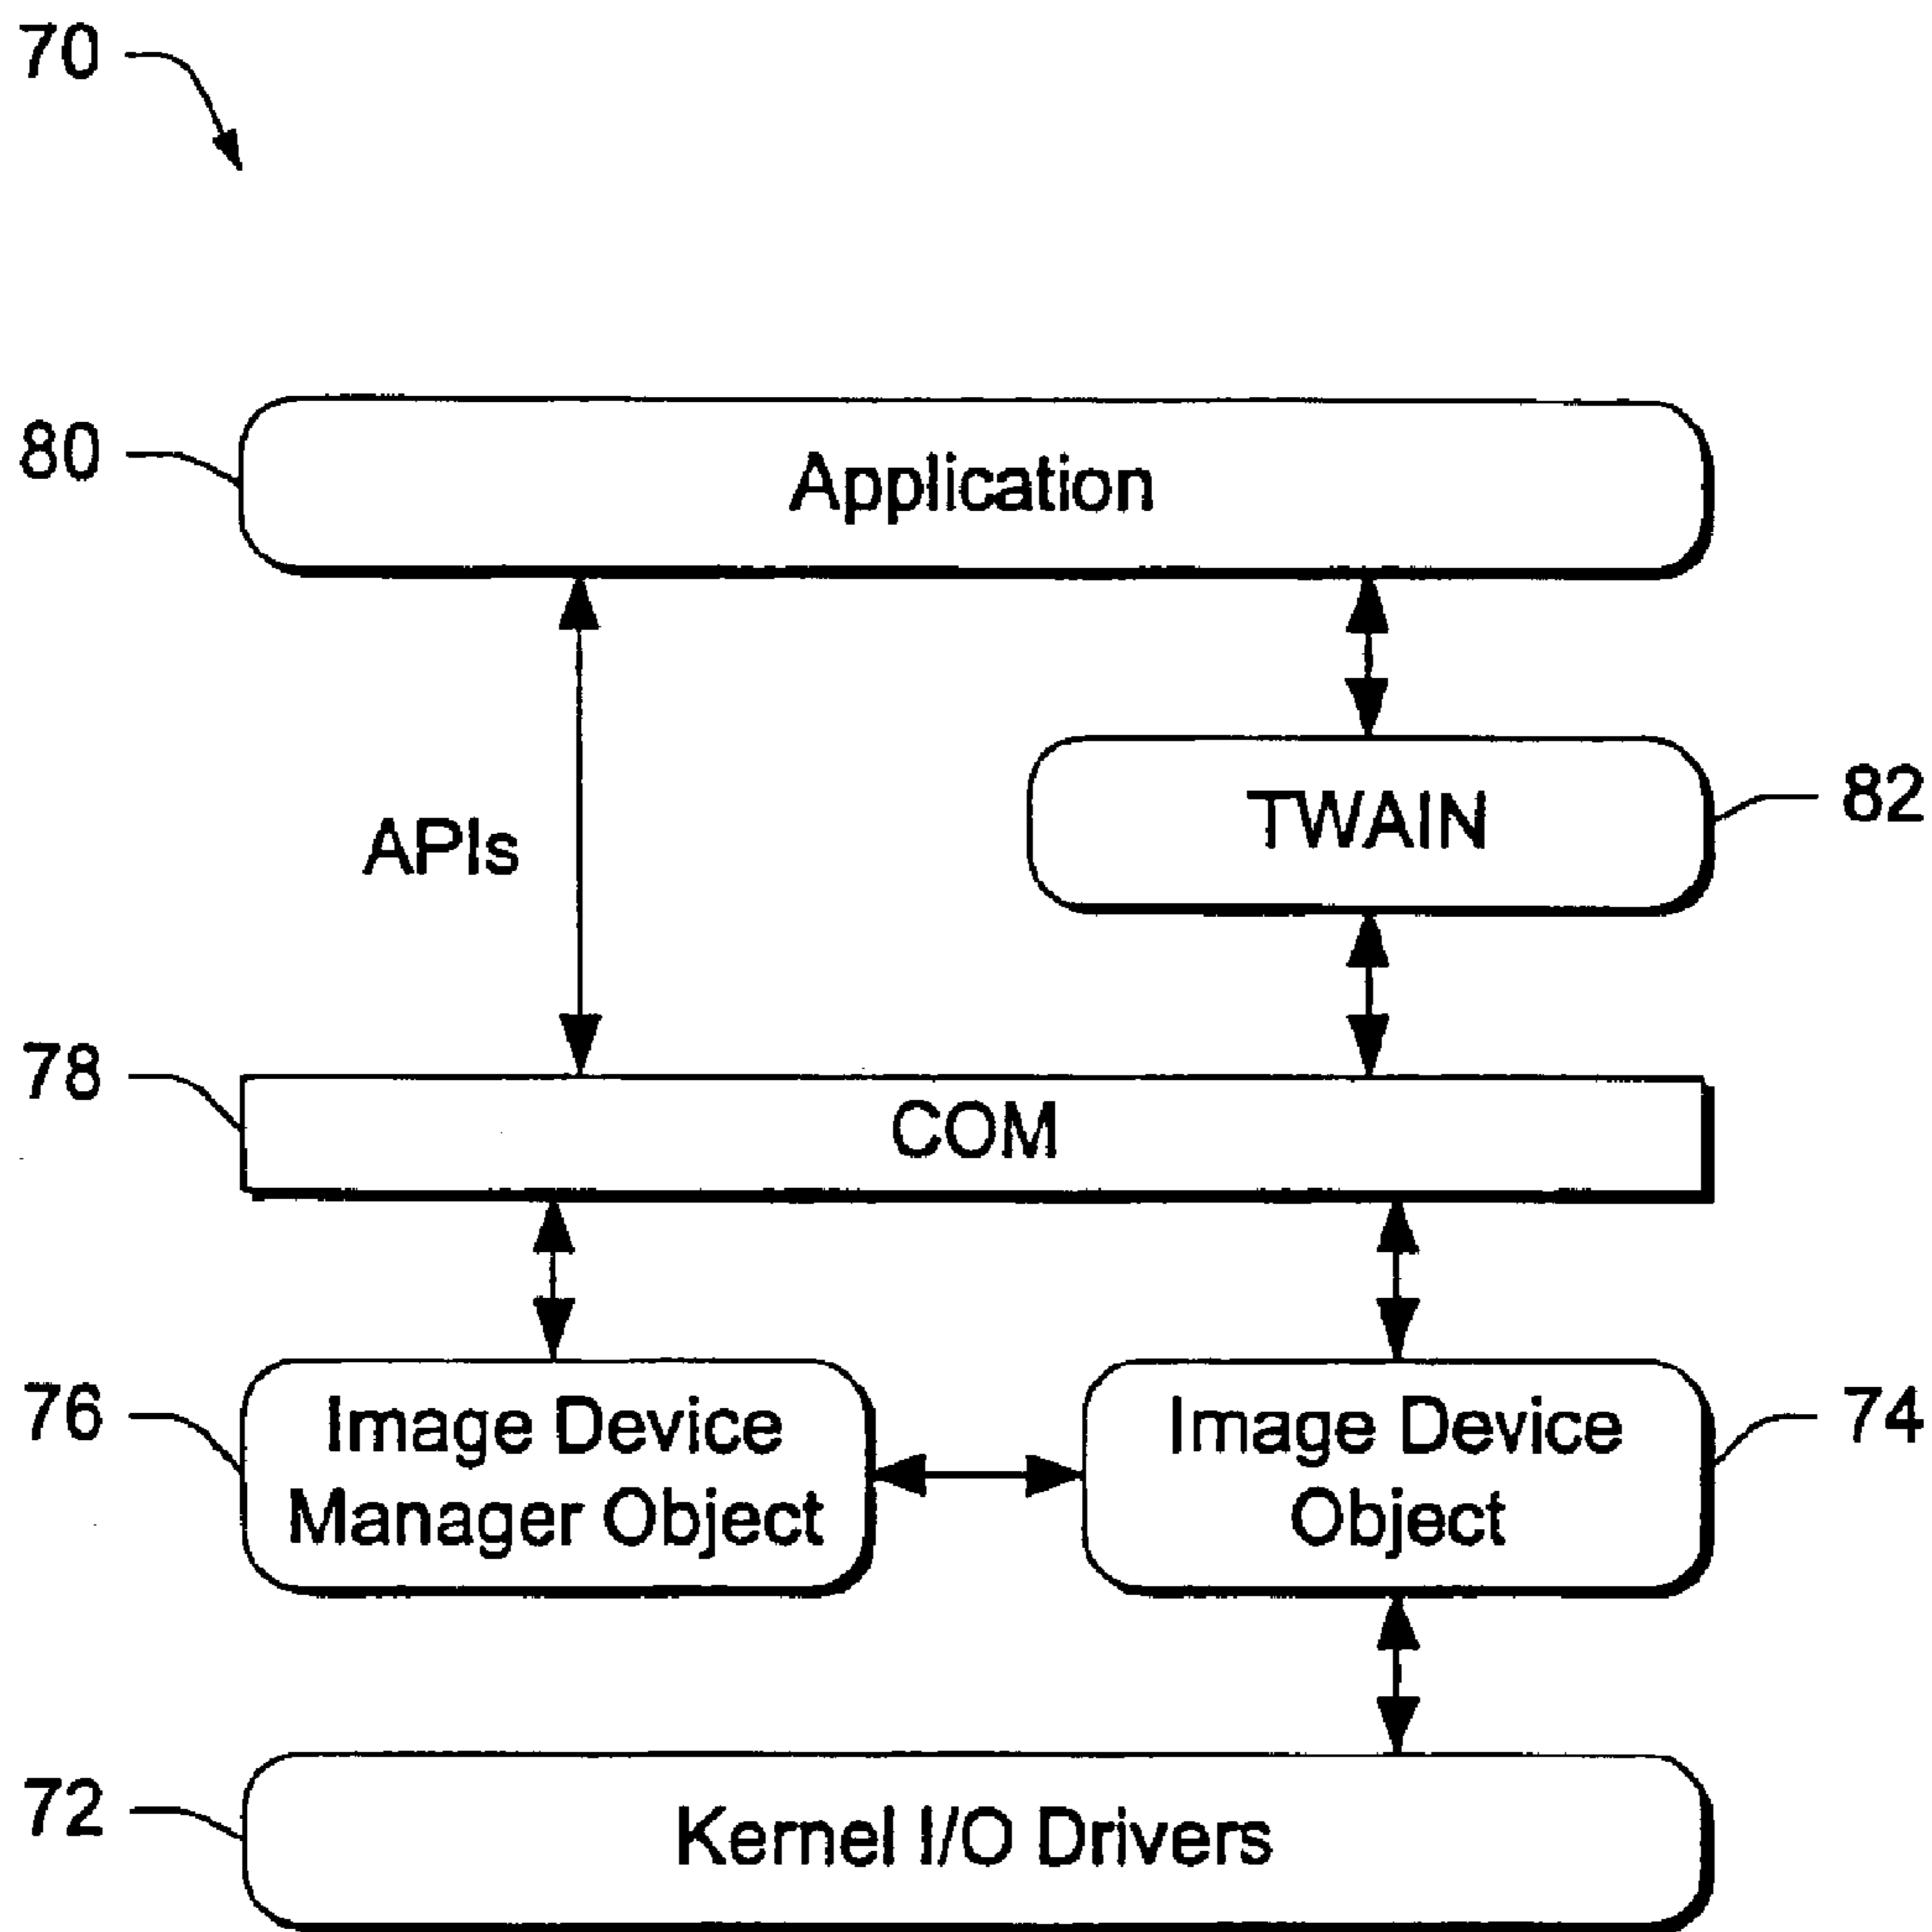 70
80
Application
TWAIN
82
APIs
78
COM
76
Image Device
Manager Object
Image Device
Object
74
72
Kernel I/O Drivers